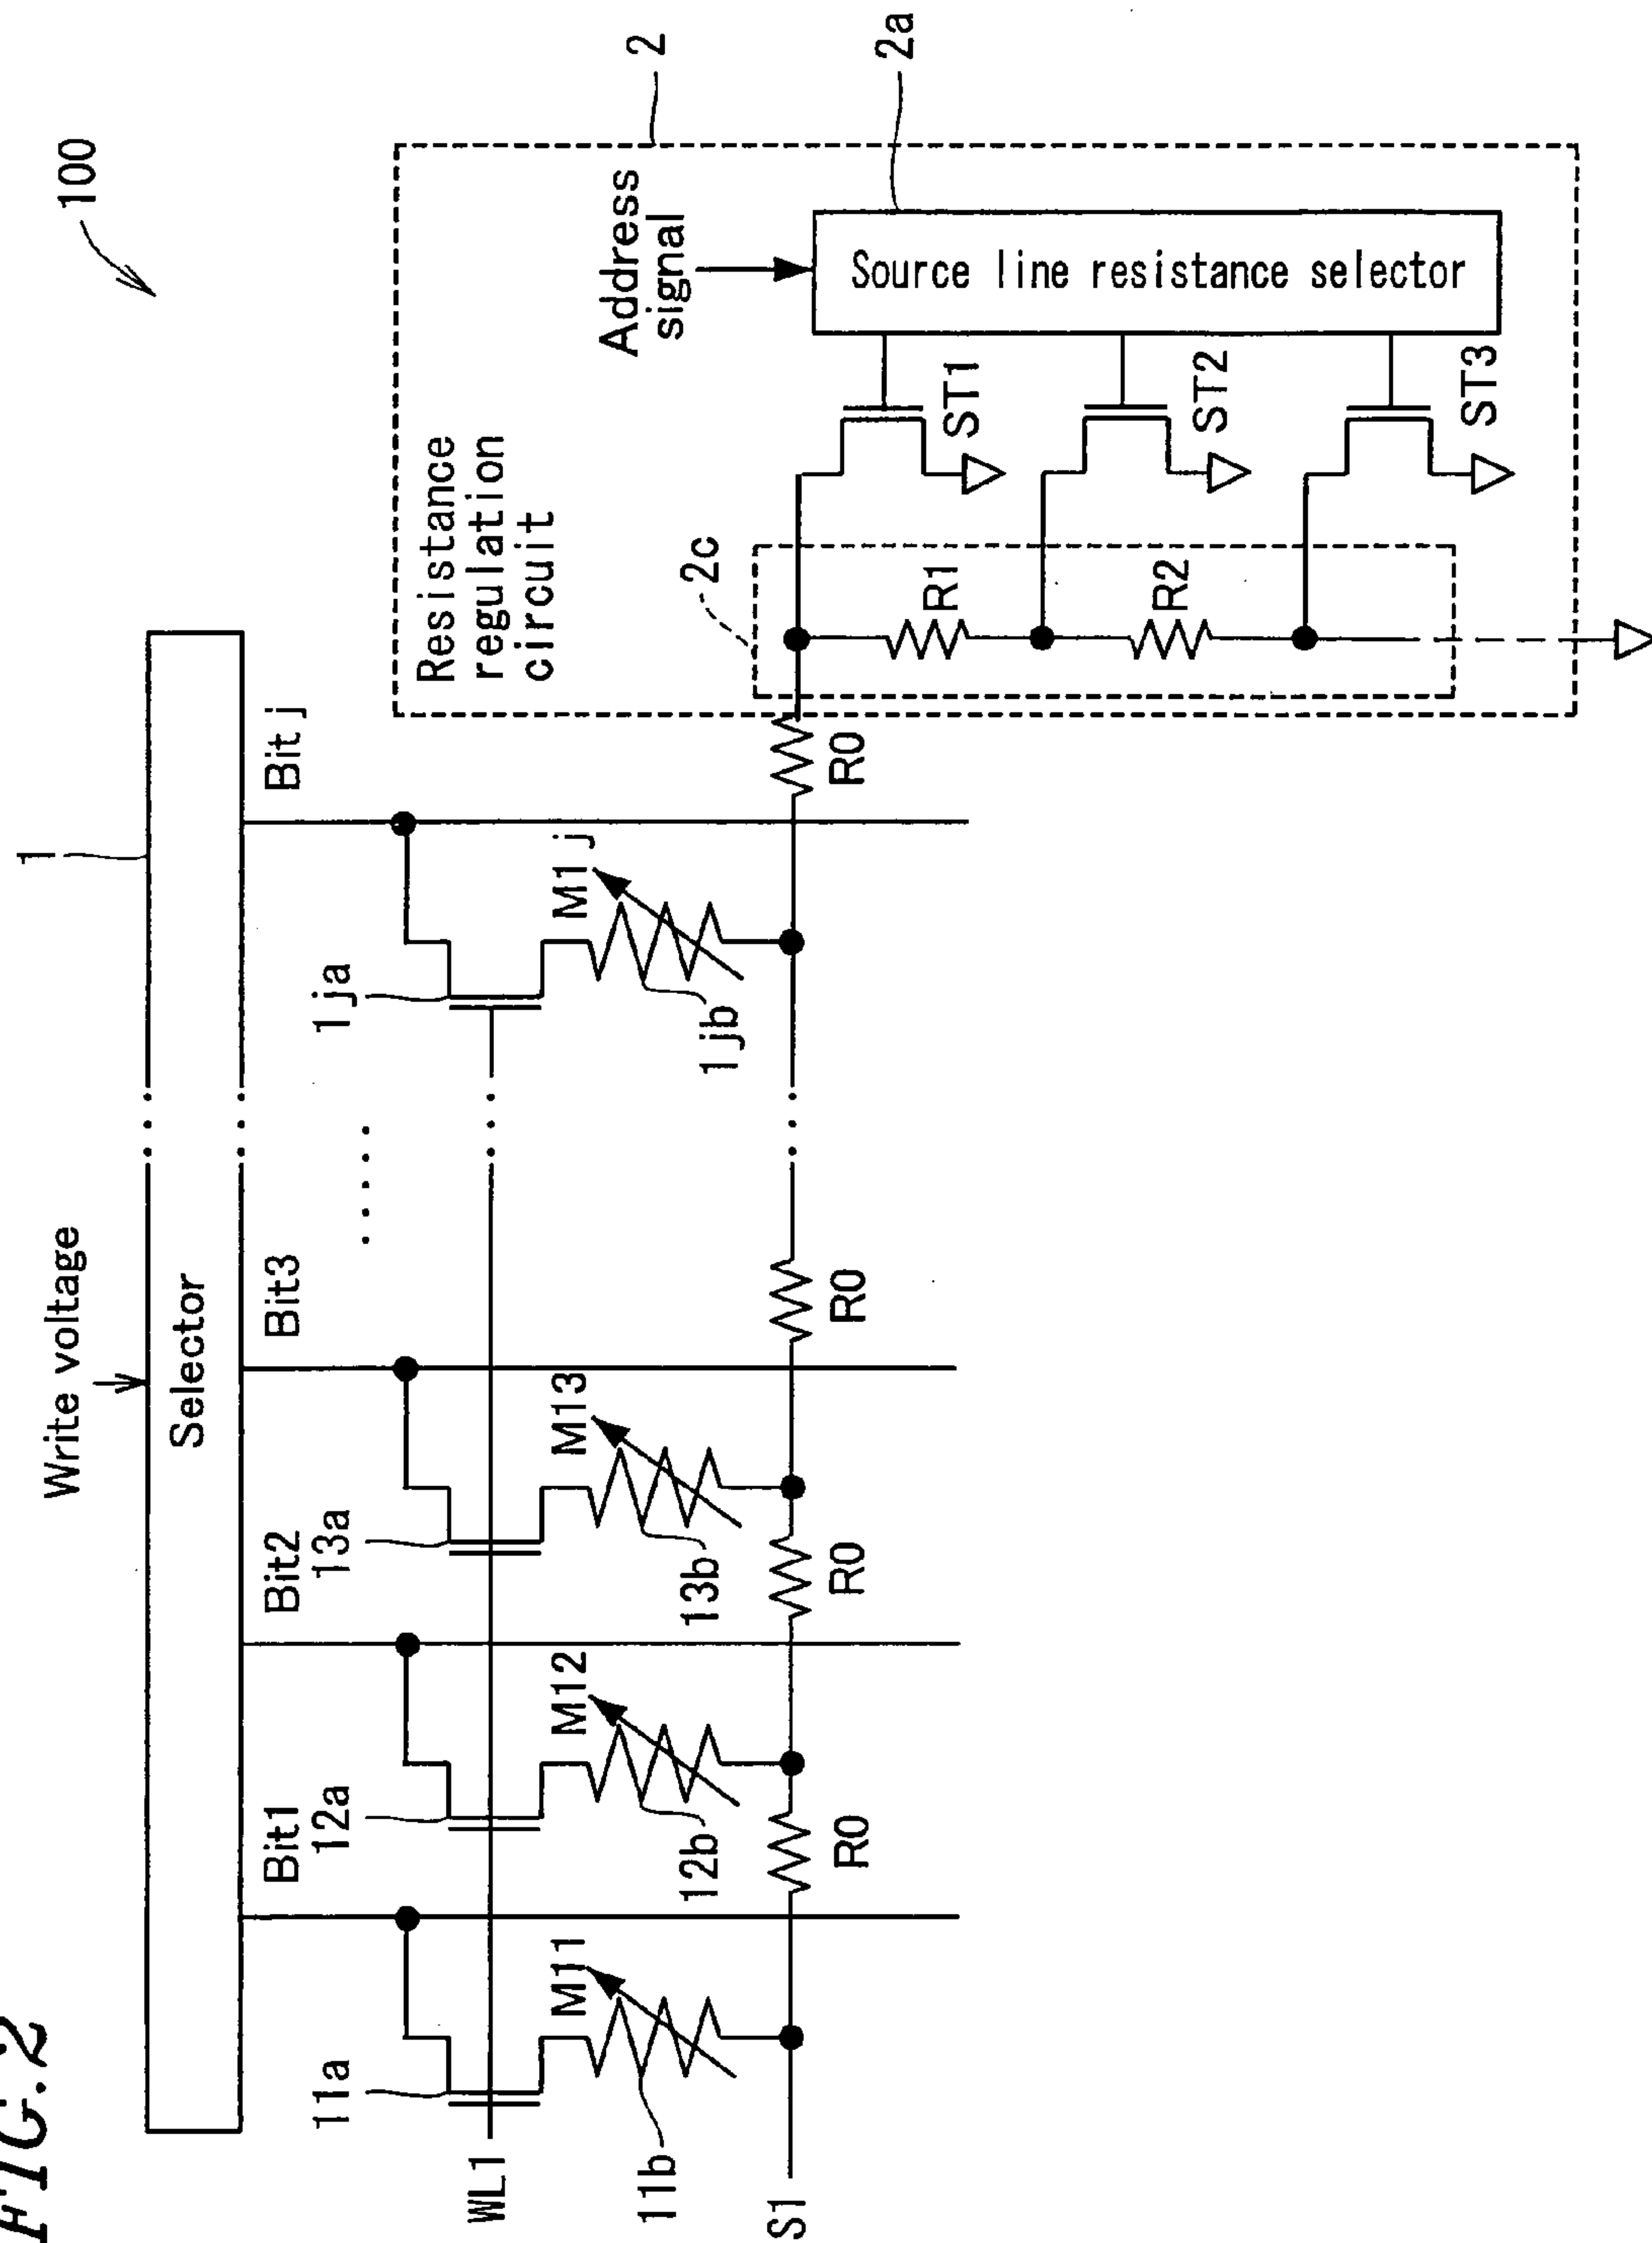 FIG.2
100
Write voltage
1
Selector
Bit1
Bit2
Bit3
Bitj
11a
12a
13a
.....
1ja
WL1
M11
M12
M13
M1j
11b
12b
13b
1jb
S1
R0
R0
R0
R0
Resistance
regulation
circuit
2
Address
signal
2a
Source line resistance selector
2c
R1
R2
ST1
ST2
ST3